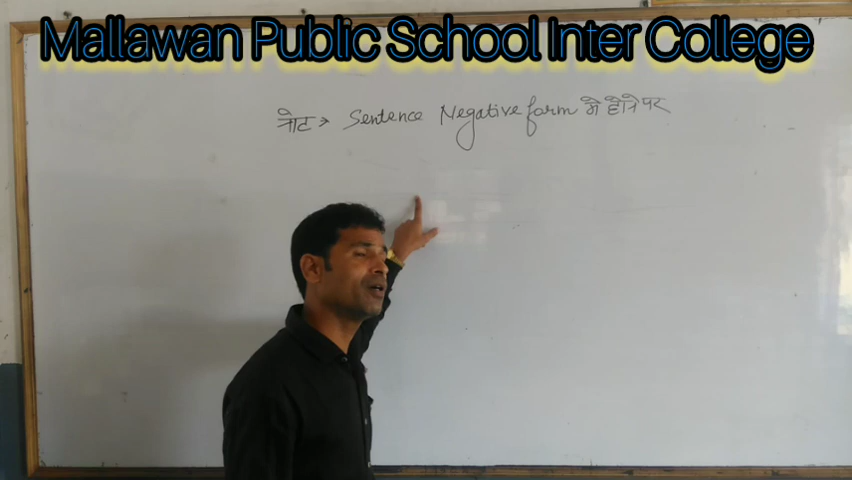 Mallawan Public School Inter College
नोट → Sentence Negative form में होने पर